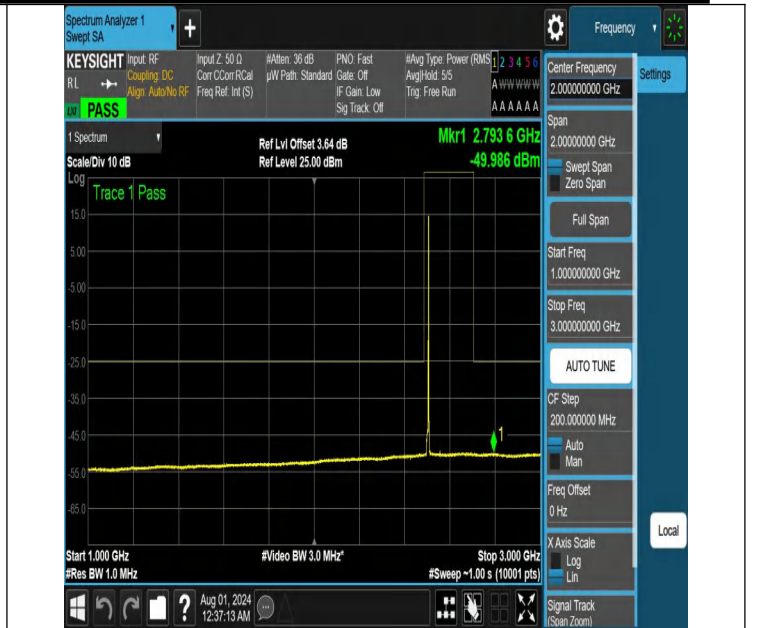 Spectrum Analyzer 1
Swept SA
+
Frequency
KEYSIGHT
RL
PASS
Input: RF
Coupling: DC
Align: Auto/No RF
Input Z: 50 Ω
Corr CCorr RCal
Freq Ref: Int (S)
#Atten: 36 dB
µW Path: Standard
PNO: Fast
Gate: Off
IF Gain: Low
Sig Track: Off
#Avg Type: Power (RMS
Avg|Hold: 5/5
Trig: Free Run
1 2 3 4 5 6
A W W W W W
A A A A A A
1 Spectrum
Scale/Div 10 dB
Ref Lvl Offset 3.64 dB
Ref Level 25.00 dBm
Mkr1 2.793 6 GHz
-49.986 dBm
Log
Trace 1 Pass
15.0
5.00
-5.00
-15.0
-25.0
-35.0
-45.0
-55.0
-65.0
1
Start 1.000 GHz
#Res BW 1.0 MHz
#Video BW 3.0 MHz*
Stop 3.000 GHz
#Sweep ~1.00 s (10001 pts)
?
Aug 01, 2024
12:37:13 AM
Center Frequency
2.000000000 GHz
Span
2.00000000 GHz
Swept Span
Zero Span
Full Span
Start Freq
1.000000000 GHz
Stop Freq
3.000000000 GHz
AUTO TUNE
CF Step
200.000000 MHz
Auto
Man
Freq Offset
0 Hz
X Axis Scale
Log
Lin
Signal Track
(Span Zoom)
Settings
Local